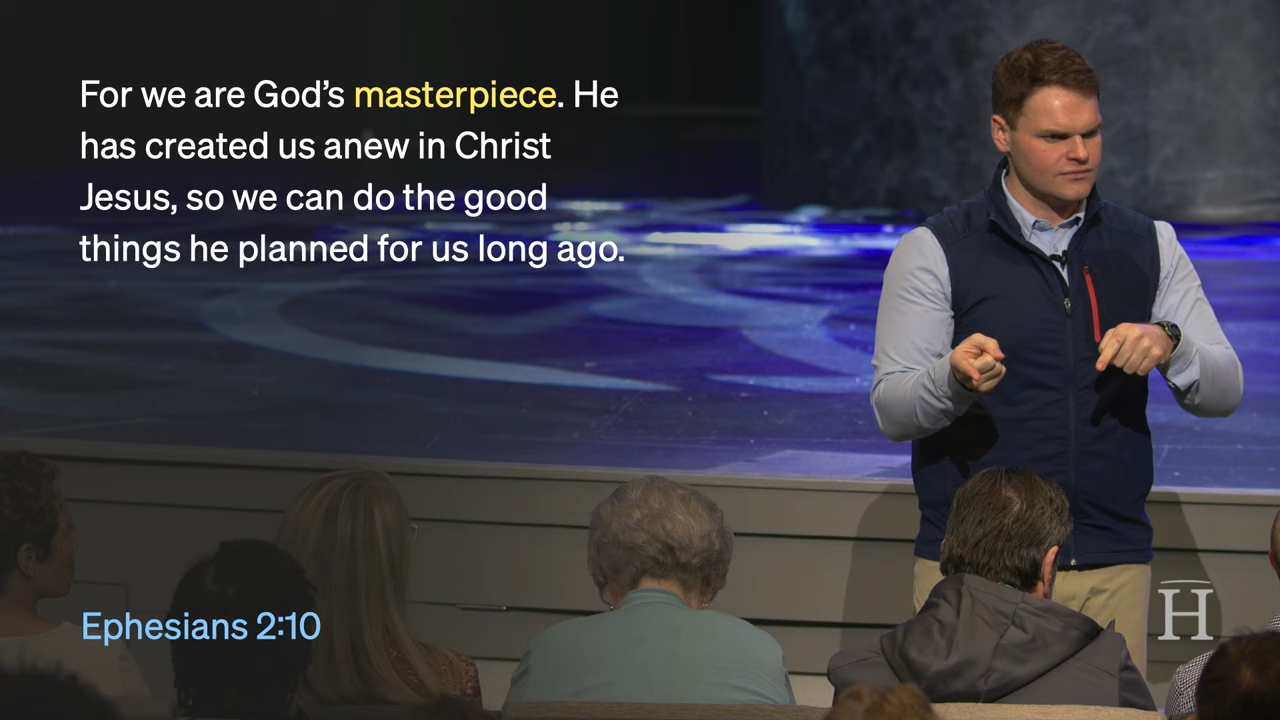 For we are God’s masterpiece. He
has created us anew in Christ
Jesus, so we can do the good
things he planned for us long ago.
Ephesians 2:10
H